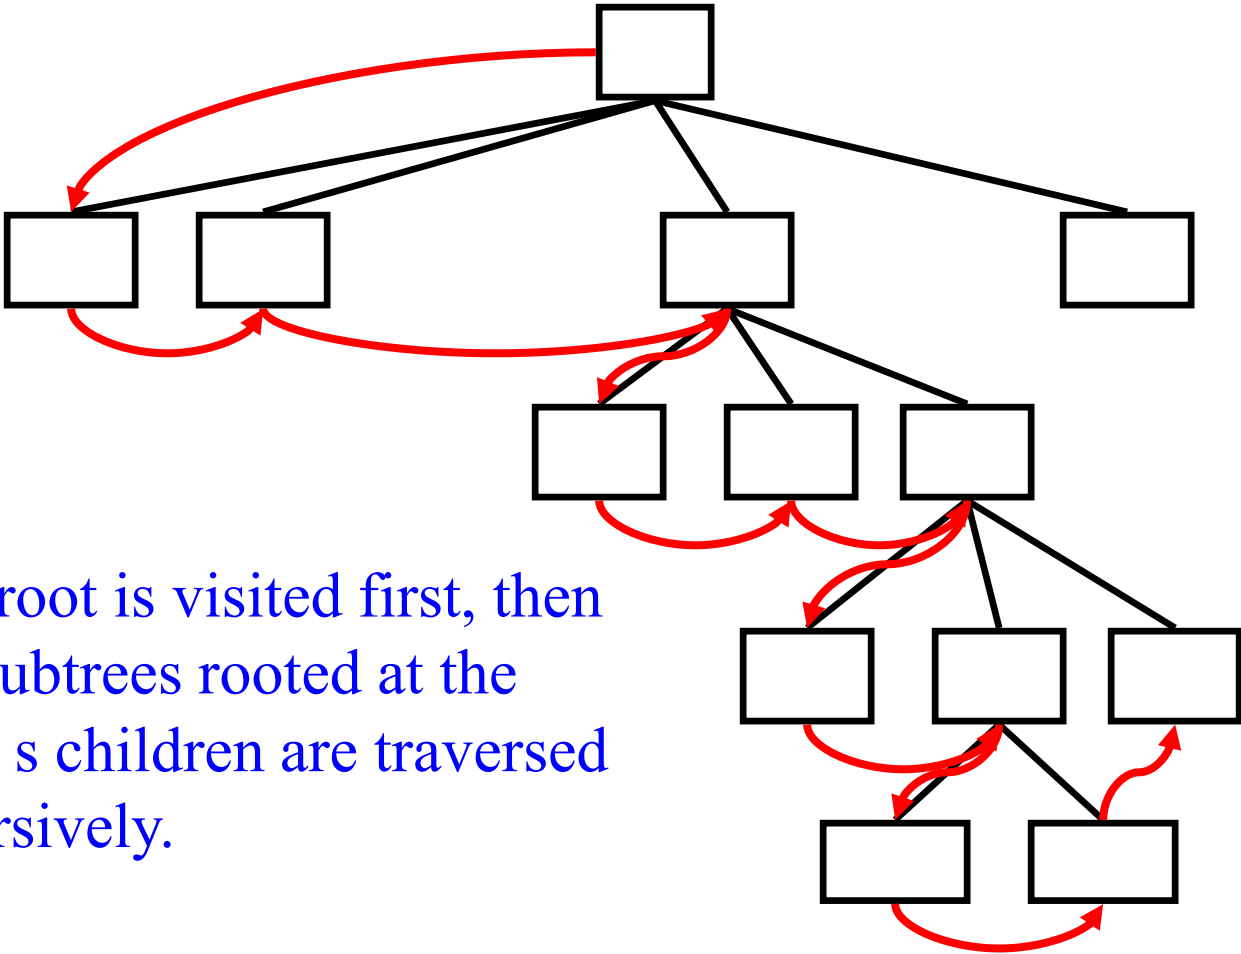 root is visited first, then
ubtrees rooted at the
s children are traversed
rsively.